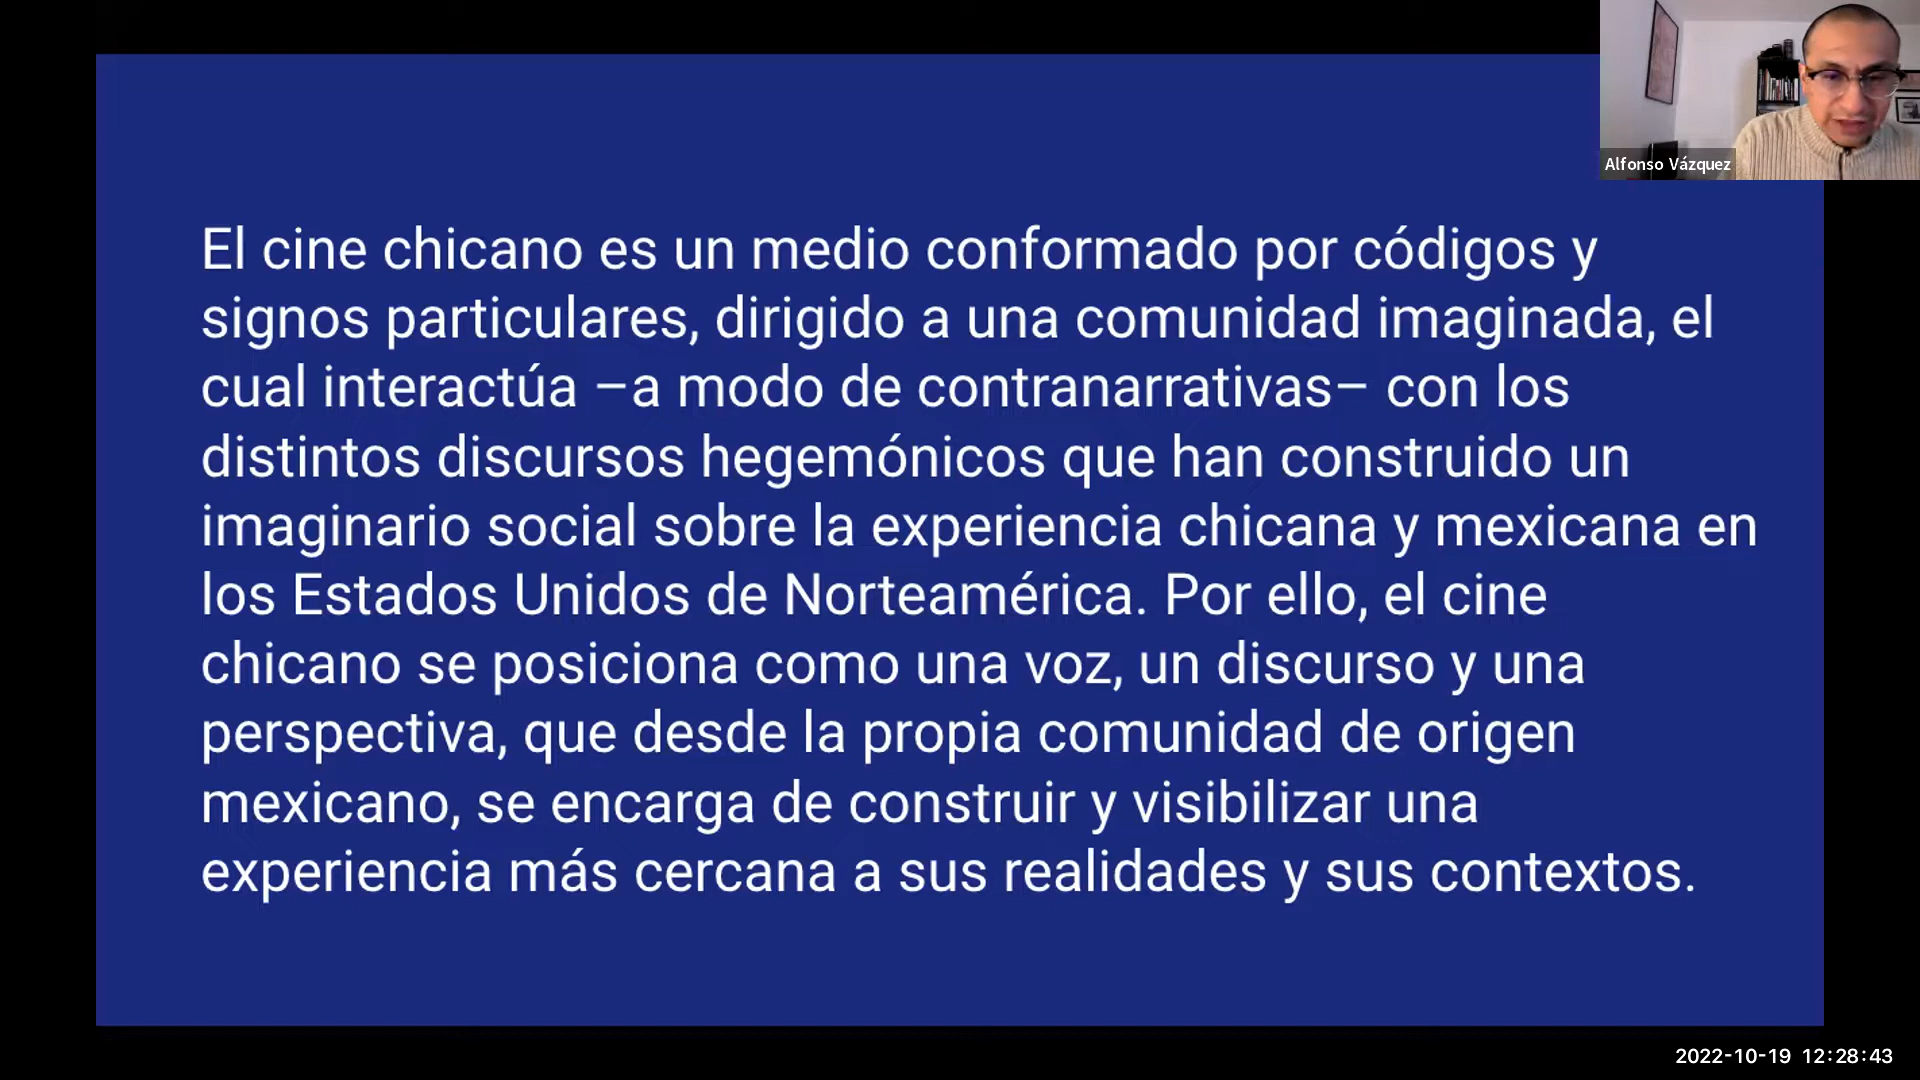 Alfonso Vázquez
El cine chicano es un medio conformado por códigos y
signos particulares, dirigido a una comunidad imaginada, el
cual interactúa –a modo de contranarrativas– con los
distintos discursos hegemónicos que han construido un
imaginario social sobre la experiencia chicana y mexicana en
los Estados Unidos de Norteamérica. Por ello, el cine
chicano se posiciona como una voz, un discurso y una
perspectiva, que desde la propia comunidad de origen
mexicano, se encarga de construir y visibilizar una
experiencia más cercana a sus realidades y sus contextos.
2022-10-19 12:28:43